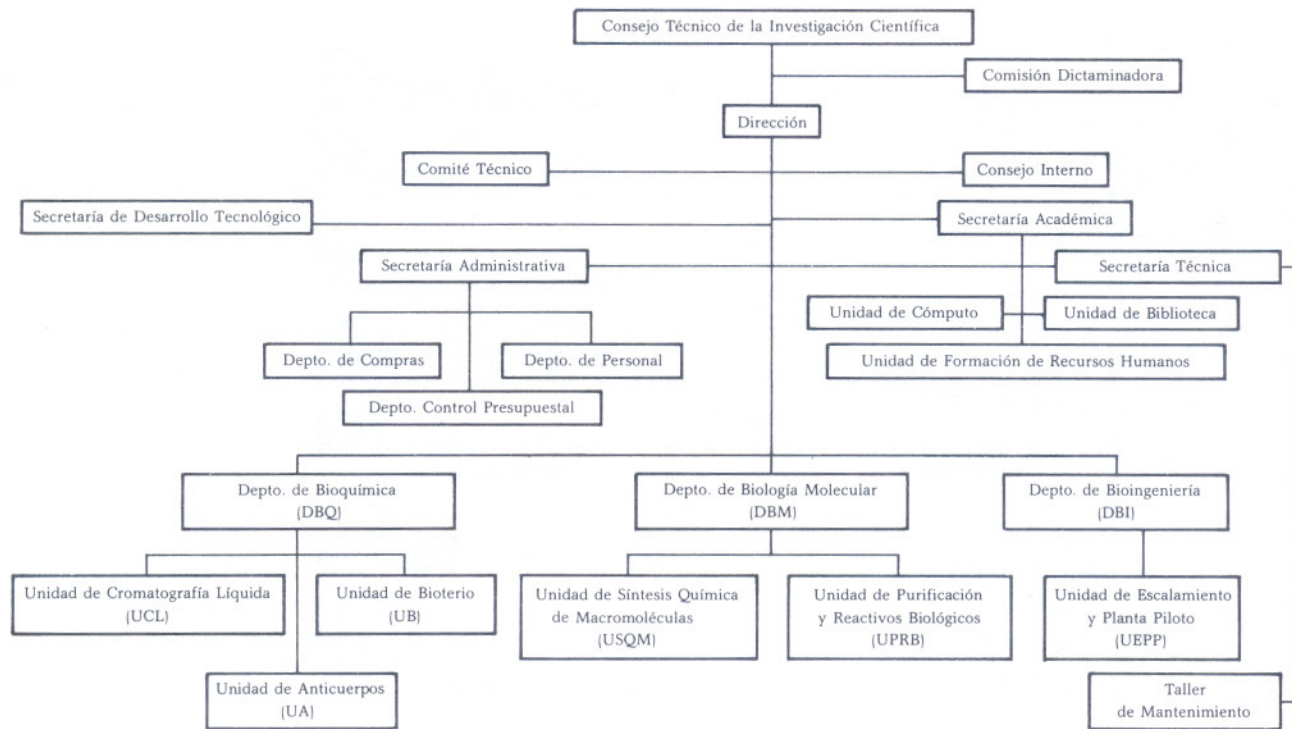 Consejo Técnico de la Investigación Científica
Comisión Dictaminadora
Dirección
Comité Técnico
Consejo Interno
Secretaría de Desarrollo Tecnológico
Secretaría Académica
Secretaría Administrativa
Secretaría Técnica
Unidad de Cómputo
Unidad de Biblioteca
Depto. de Compras
Depto. de Personal
Unidad de Formación de Recursos Humanos
Depto. Control Presupuestal
Depto. de Bioquímica
(DBQ)
Depto. de Biología Molecular
(DBM)
Depto. de Bioingeniería
(DBI)
Unidad de Cromatografía Líquida
(UCL)
Unidad de Bioterio
(UB)
Unidad de Síntesis Química
de Macromoléculas
(USQM)
Unidad de Purificación
y Reactivos Biológicos
(UPRB)
Unidad de Escalamiento
y Planta Piloto
(UEPP)
Unidad de Anticuerpos
(UA)
Taller
de Mantenimiento